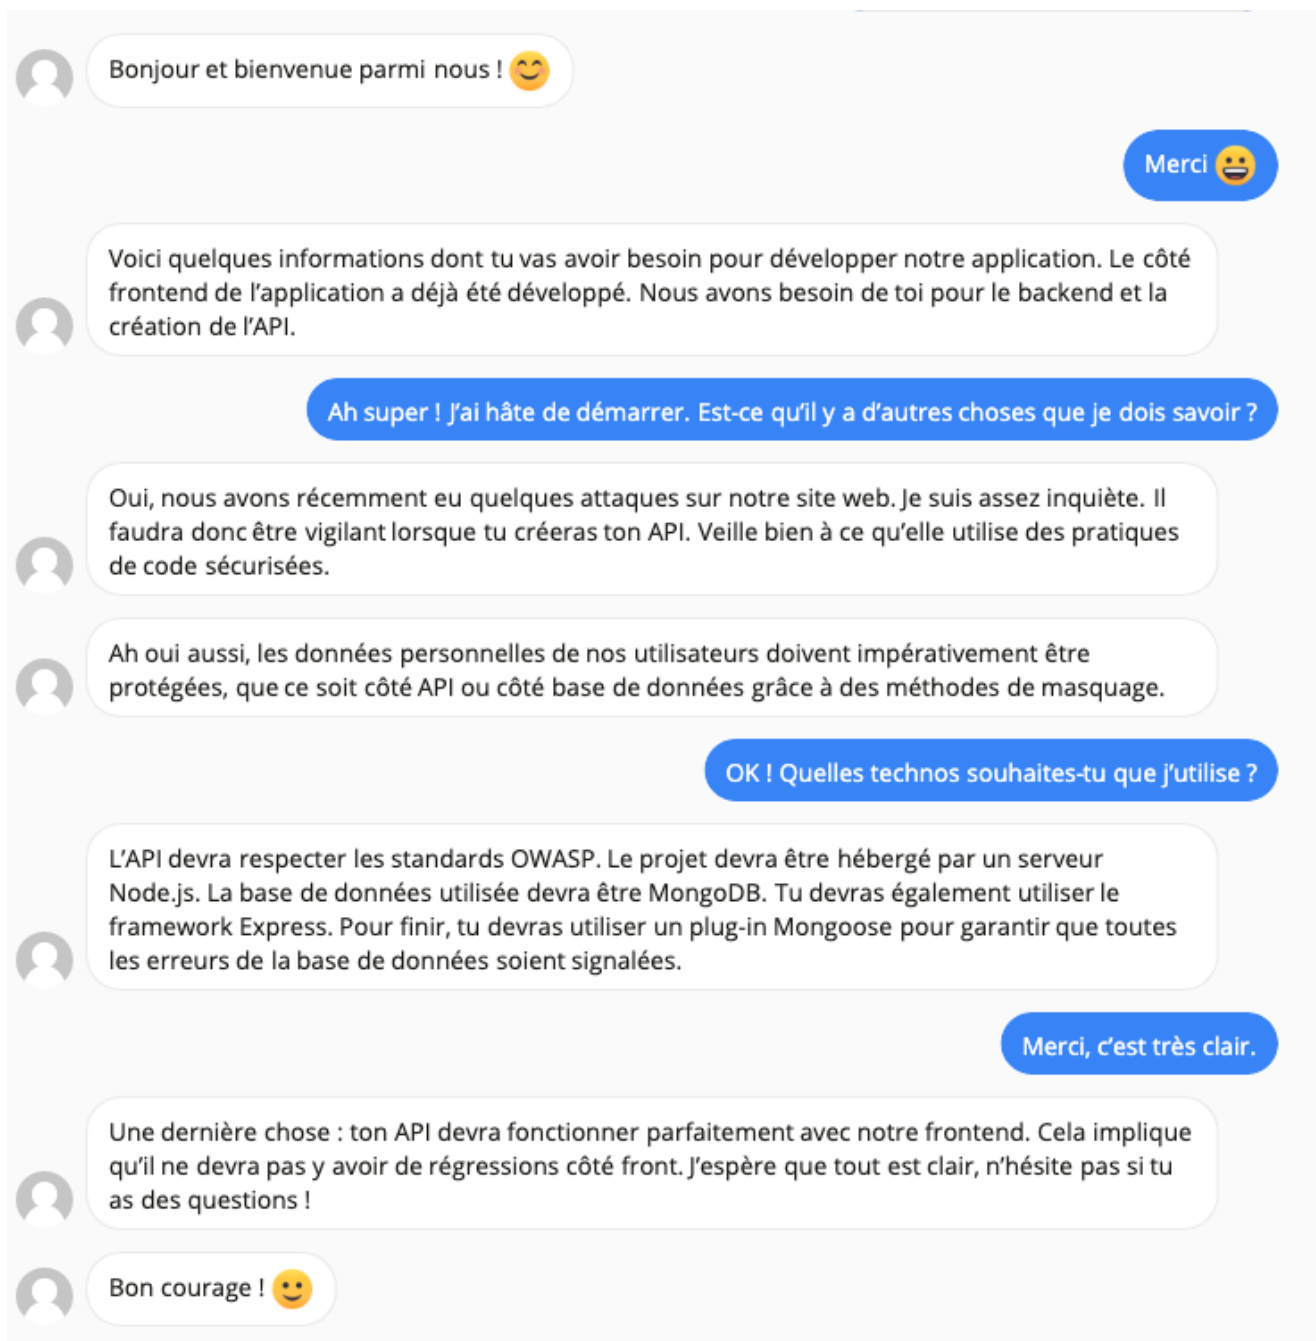 Bonjour et bienvenue parmi nous ! 😊
Merci 😀
Voici quelques informations dont tu vas avoir besoin pour développer notre application. Le côté
frontend de l’application a déjà été développé. Nous avons besoin de toi pour le backend et la
création de l’API.
Ah super ! J’ai hâte de démarrer. Est-ce qu’il y a d’autres choses que je dois savoir ?
Oui, nous avons récemment eu quelques attaques sur notre site web. Je suis assez inquiète. Il
faudra donc être vigilant lorsque tu créeras ton API. Veille bien à ce qu’elle utilise des pratiques
de code sécurisées.
Ah oui aussi, les données personnelles de nos utilisateurs doivent impérativement être
protégées, que ce soit côté API ou côté base de données grâce à des méthodes de masquage.
OK ! Quelles technos souhaites-tu que j’utilise ?
L’API devra respecter les standards OWASP. Le projet devra être hébergé par un serveur
Node.js. La base de données utilisée devra être MongoDB. Tu devras également utiliser le
framework Express. Pour finir, tu devras utiliser un plug-in Mongoose pour garantir que toutes
les erreurs de la base de données soient signalées.
Merci, c’est très clair.
Une dernière chose : ton API devra fonctionner parfaitement avec notre frontend. Cela implique
qu’il ne devra pas y avoir de régressions côté front. J’espère que tout est clair, n’hésite pas si tu
as des questions !
Bon courage ! 🙂